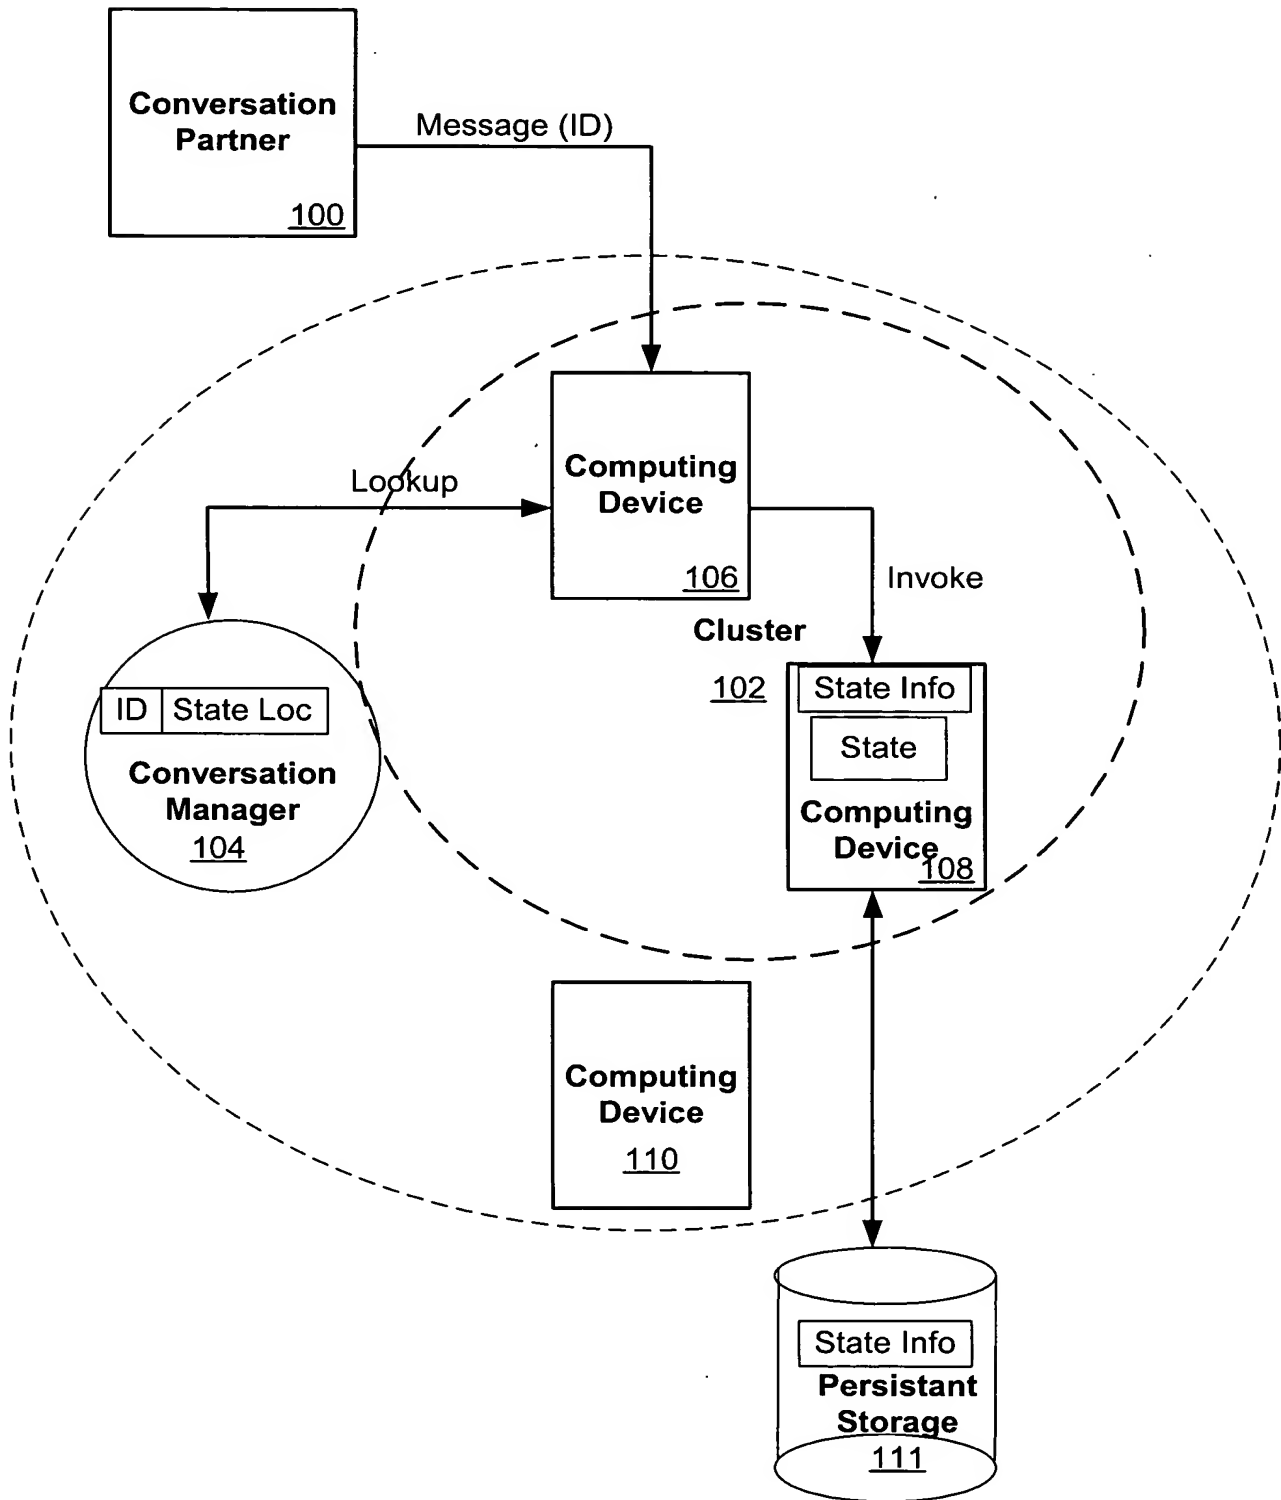 Conversation
Partner
100
Message (ID)
Lookup
Computing
Device
106
Invoke
Cluster
102
State Info
State
Computing
Device
108
ID State Loc
Conversation
Manager
104
Computing
Device
110
State Info
Persistant
Storage
111